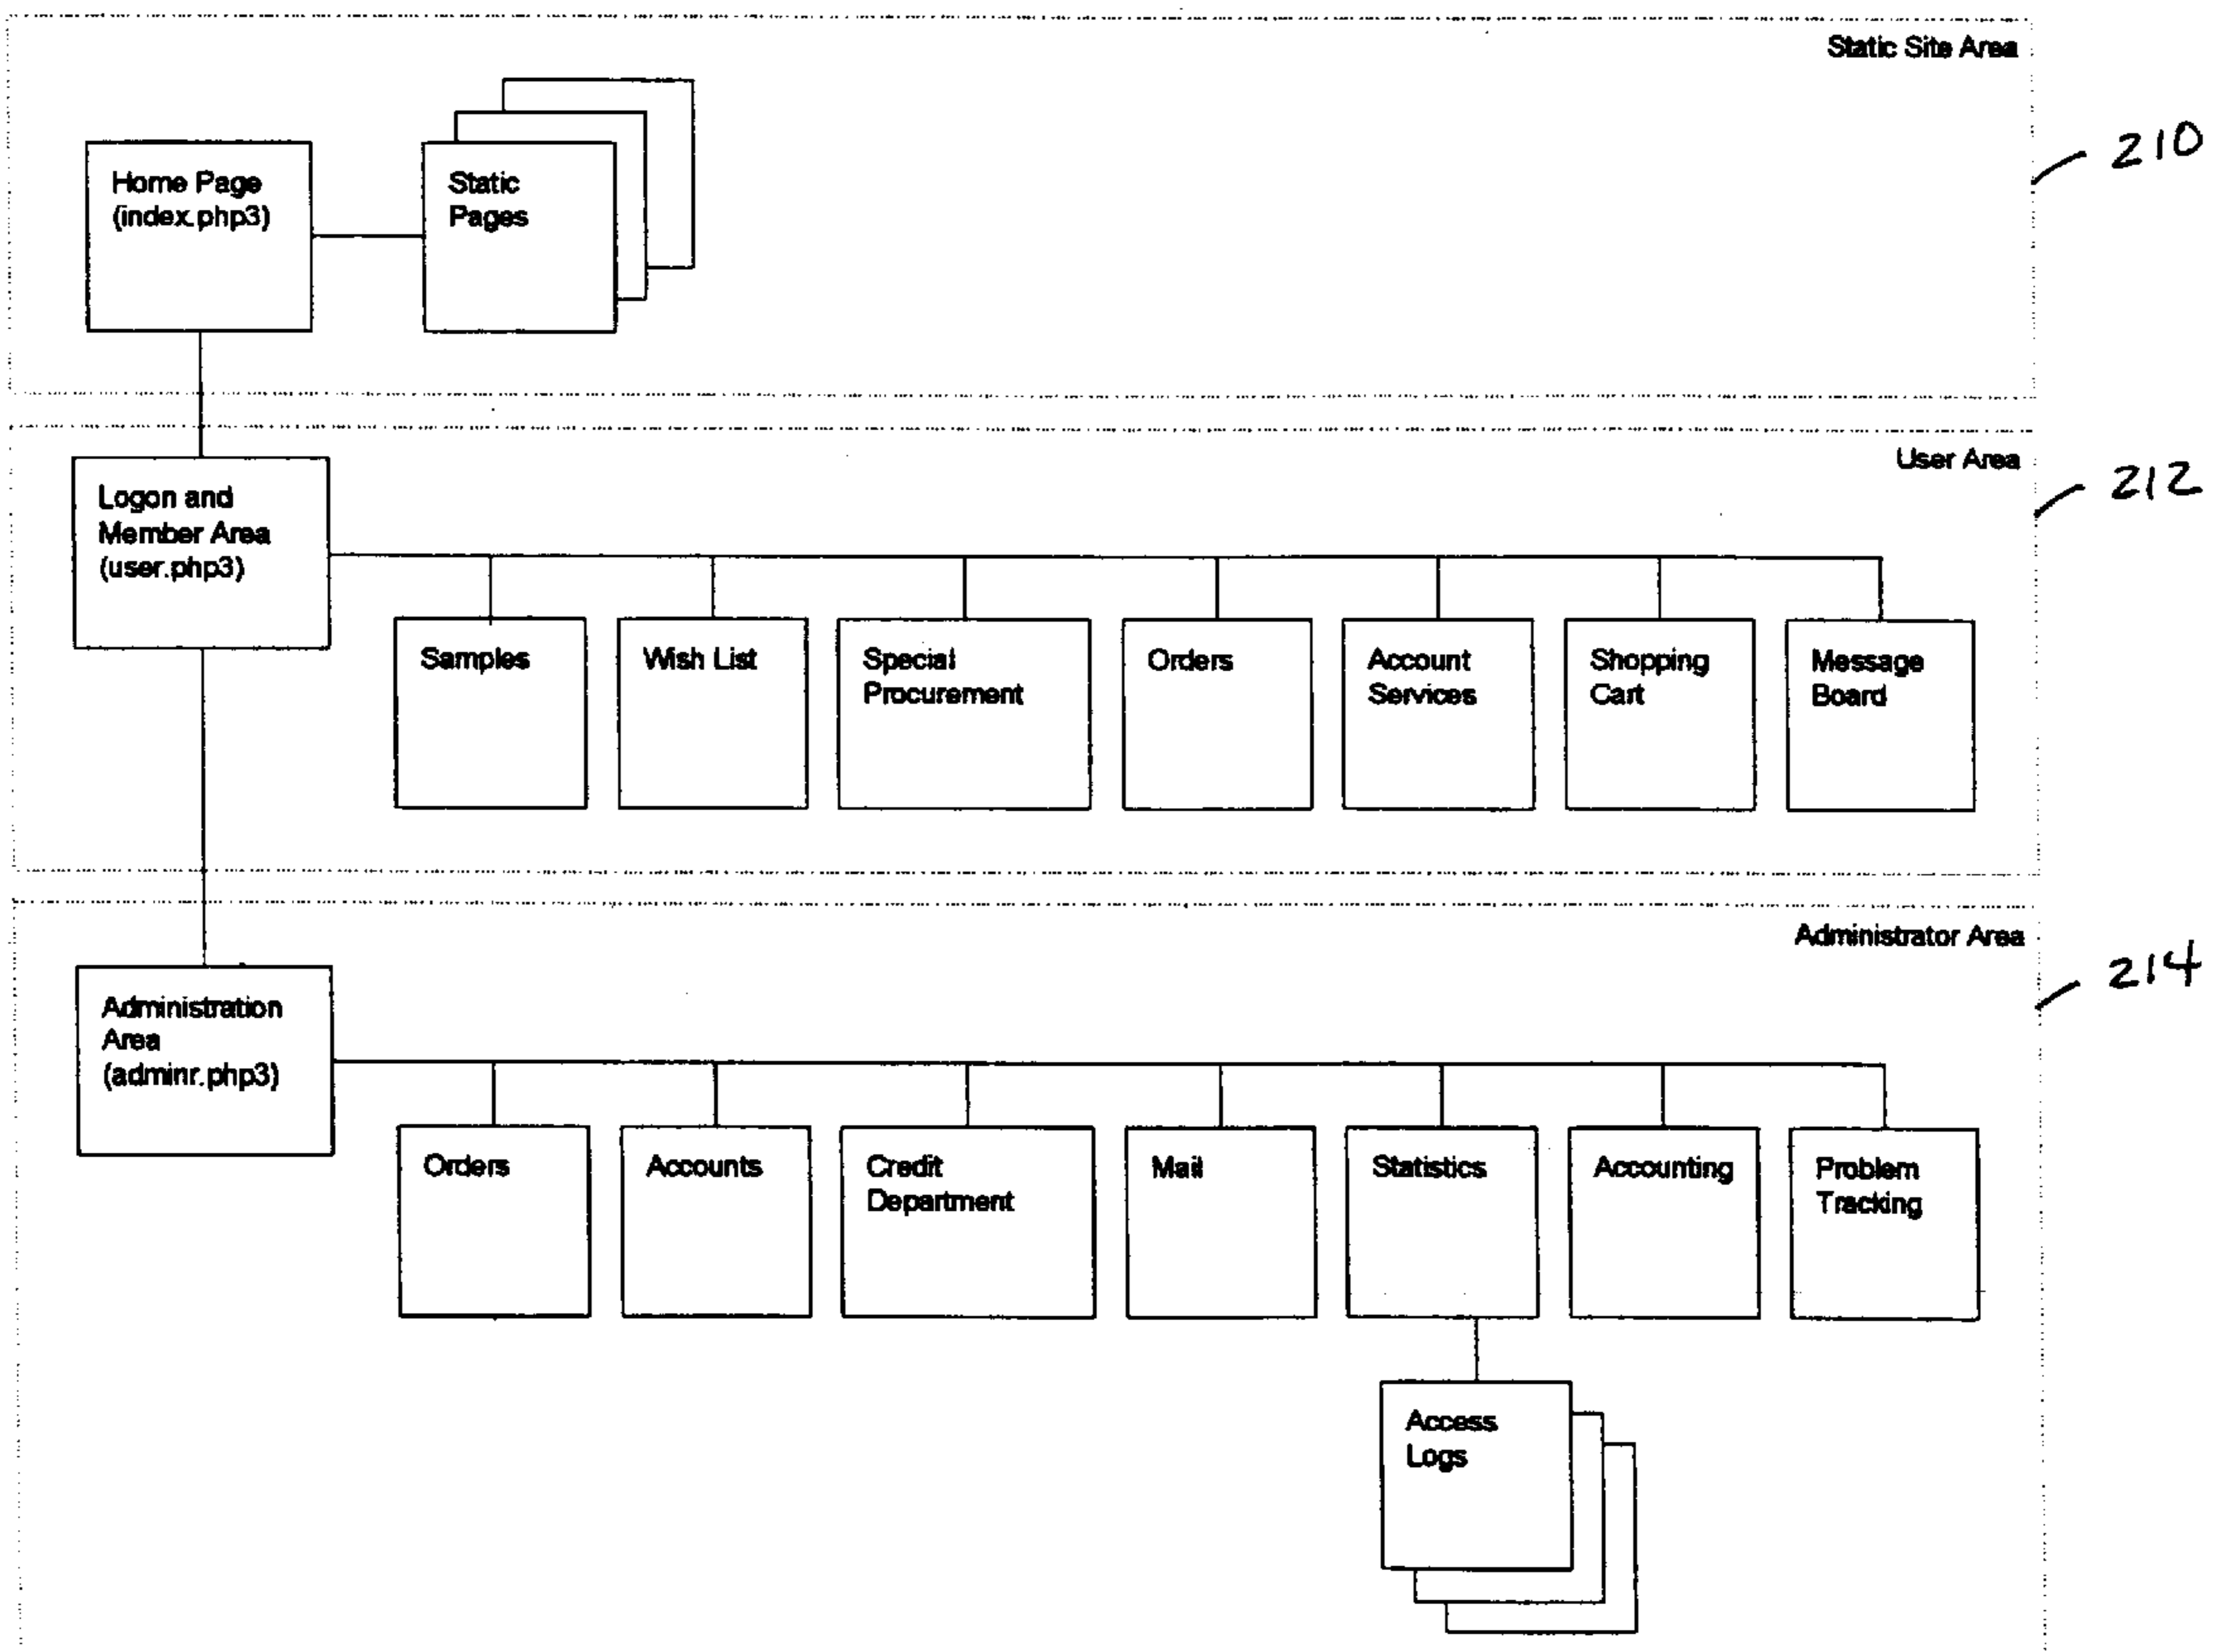 Static Site Area
210
Home Page
(index.php3)
Static
Pages
User Area
212
Logon and
Member Area
(user.php3)
Samples
Wish List
Special
Procurement
Orders
Account
Services
Shopping
Cart
Message
Board
Administrator Area
214
Administration
Area
(adminr.php3)
Orders
Accounts
Credit
Department
Mail
Statistics
Accounting
Problem
Tracking
Access
Logs